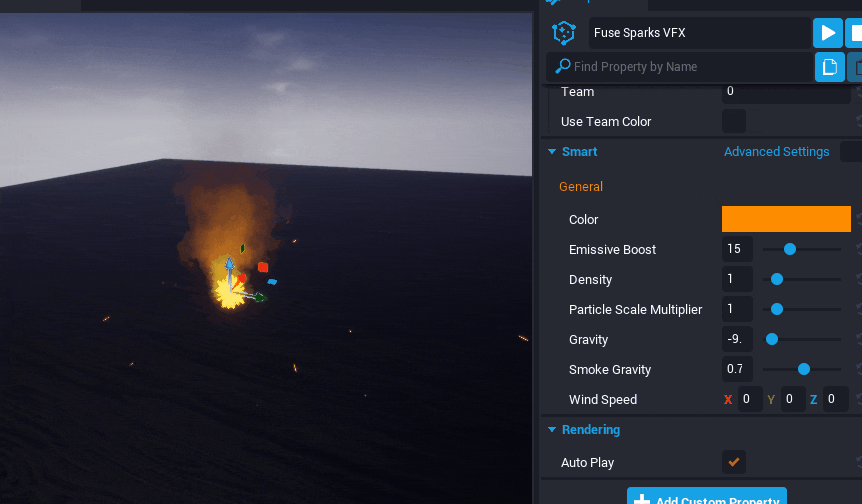 Fuse Sparks VFX
Find Property by Name
Team 0
Use Team Color
Smart Advanced Settings
General
Color
Emissive Boost 15
Density 1
Particle Scale Multiplier 1
Gravity -9.
Smoke Gravity 0.7
Wind Speed X 0 Y 0 Z 0
Rendering
Auto Play
Add Custom Property